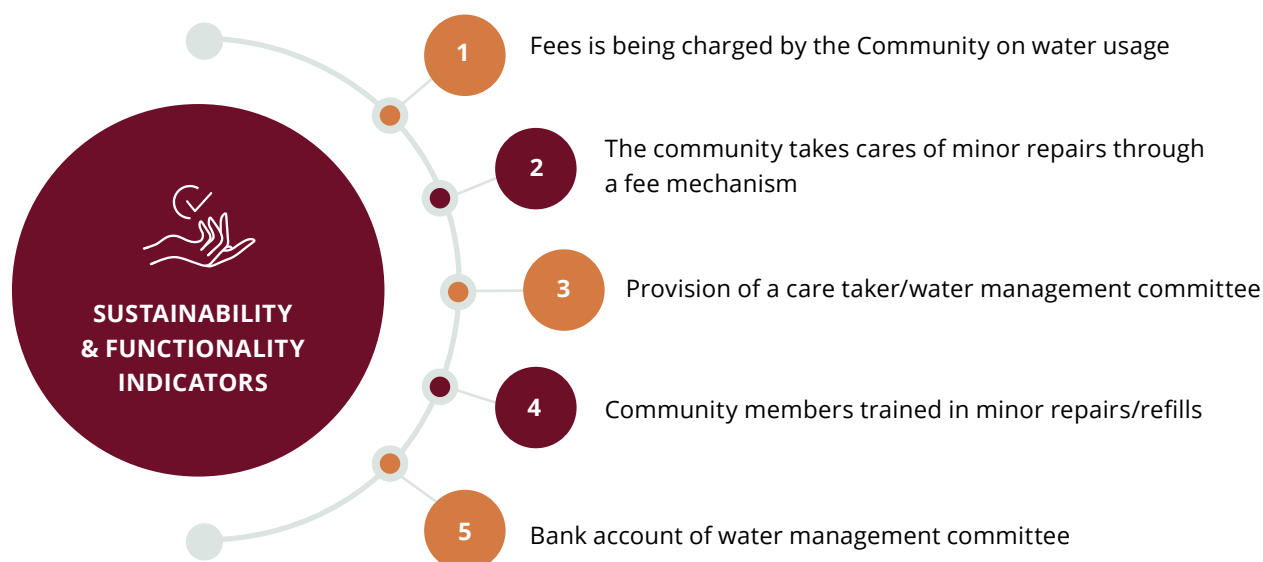 SUSTAINABILITY
& FUNCTIONALITY
INDICATORS
1
Fees is being charged by the Community on water usage
2
The community takes cares of minor repairs through
a fee mechanism
3
Provision of a care taker/water management committee
4
Community members trained in minor repairs/refills
5
Bank account of water management committee